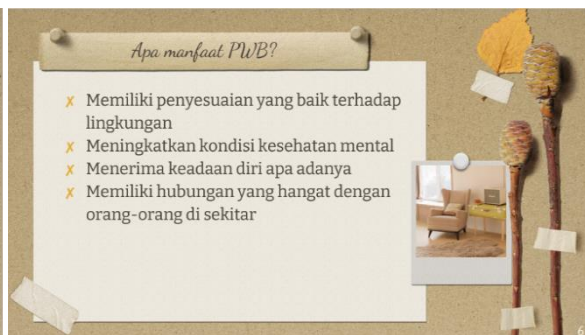 Apa manfaat PWB?
✗ Memiliki penyesuaian yang baik terhadap
lingkungan
✗ Meningkatkan kondisi kesehatan mental
✗ Menerima keadaan diri apa adanya
✗ Memiliki hubungan yang hangat dengan
orang-orang di sekitar
6